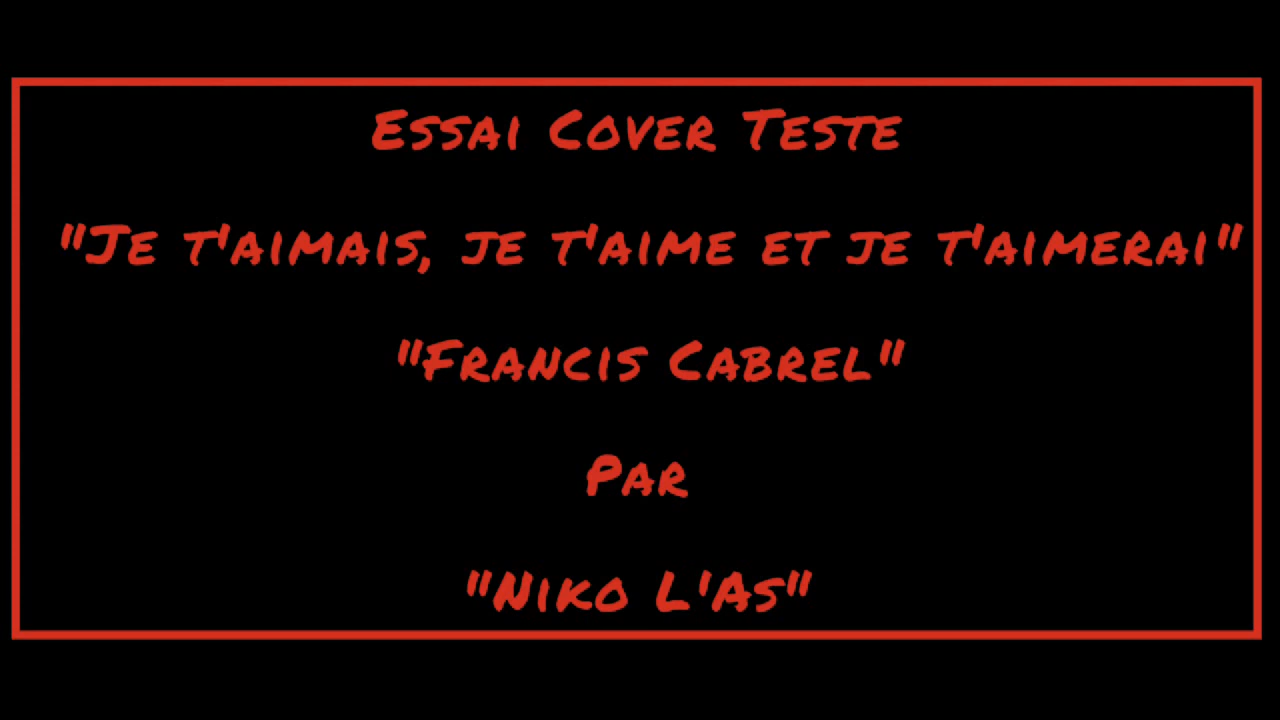 Essai Cover Teste
"Je t'aimais, je t'aime et je t'aimerai"
"Francis Cabrel"
Par
"Niko L'As"